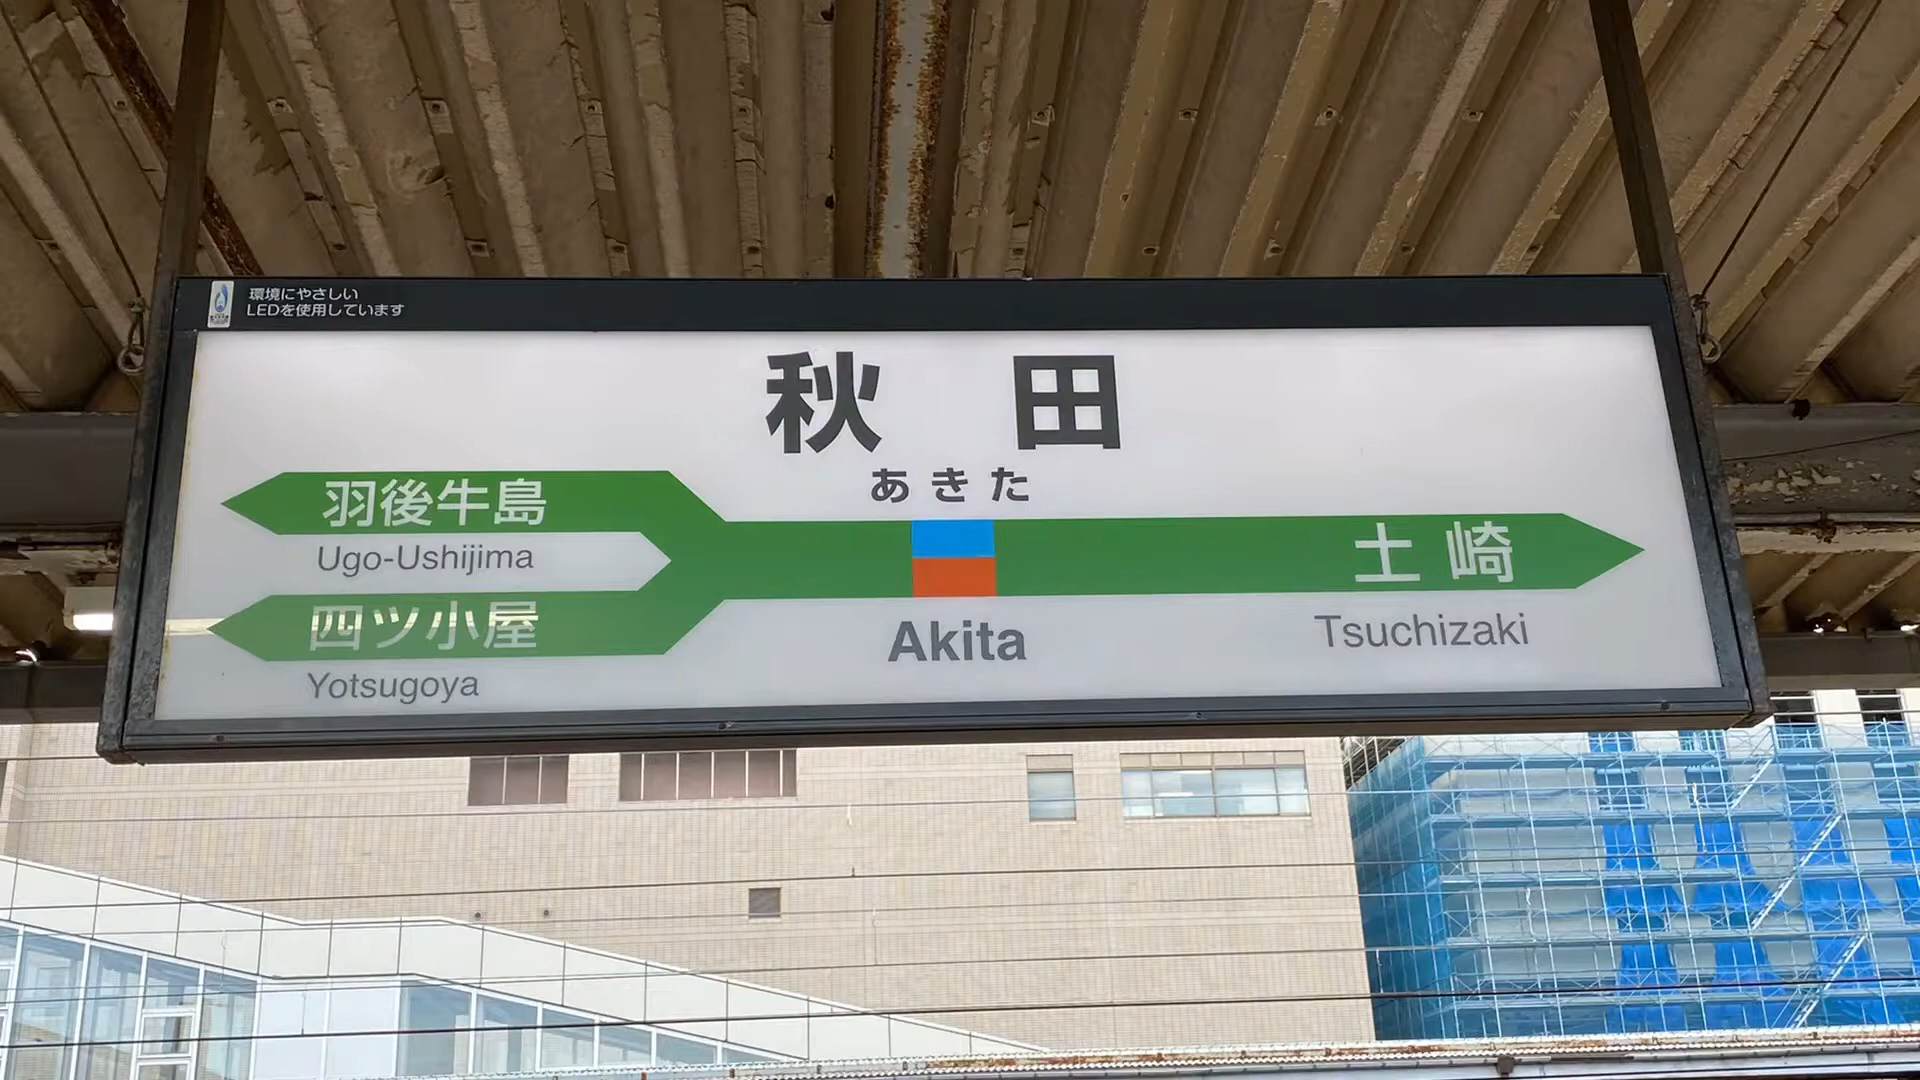 環境にやさしい
LEDを使用しています
秋田
あきた
羽後牛島
Ugo-Ushijima
四ツ小屋
Yotsugoya
Akita
土崎
Tsuchizaki